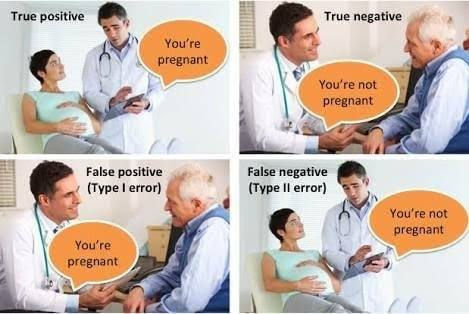 True positive
You're
pregnant
True negative
You're not
pregnant
False positive
(Type I error)
You're
pregnant
False negative
(Type II error)
You're not
pregnant